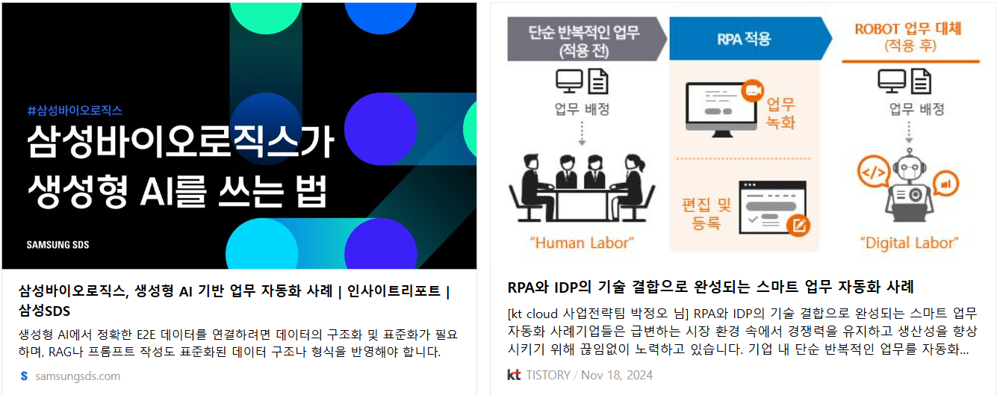 #삼성바이오로직스
삼성바이오로직스가
생성형 AI를 쓰는 법
SAMSUNG SDS
삼성바이오로직스, 생성형 AI 기반 업무 자동화 사례 | 인사이트리포트 |
삼성SDS
생성형 AI에서 정확한 E2E 데이터를 연결하려면 데이터의 구조화 및 표준화가 필요
하며, RAG나 프롬프트 작성도 표준화된 데이터 구조나 형식을 반영해야 합니다.
S samsungsds.com
단순 반복적인 업무
(적용 전)
업무 배정
“Human Labor”
RPA 적용
업무
녹화
편집 및
등록
ROBOT 업무 대체
(적용 후)
업무 배정
</>
“Digital Labor”
RPA와 IDP의 기술 결합으로 완성되는 스마트 업무 자동화 사례
[kt cloud 사업전략팀 박정오 님] RPA와 IDP의 기술 결합으로 완성되는 스마트 업무
자동화 사례기업들은 급변하는 시장 환경 속에서 경쟁력을 유지하고 생산성을 향상
시키기 위해 끊임없이 노력하고 있습니다. 기업 내 단순 반복적인 업무를 자동화...
kt TISTORY / Nov 18, 2024